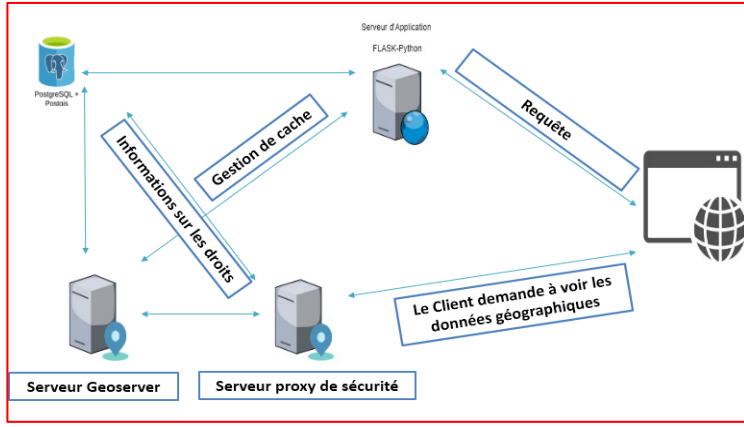 Serveur d'Application
FLASK-Python
PostgreSQL +
Postgis
Requête
Gestion de cache
Informations sur les droits
Le Client demande à voir les
données géographiques
Serveur Geoserver
Serveur proxy de sécurité